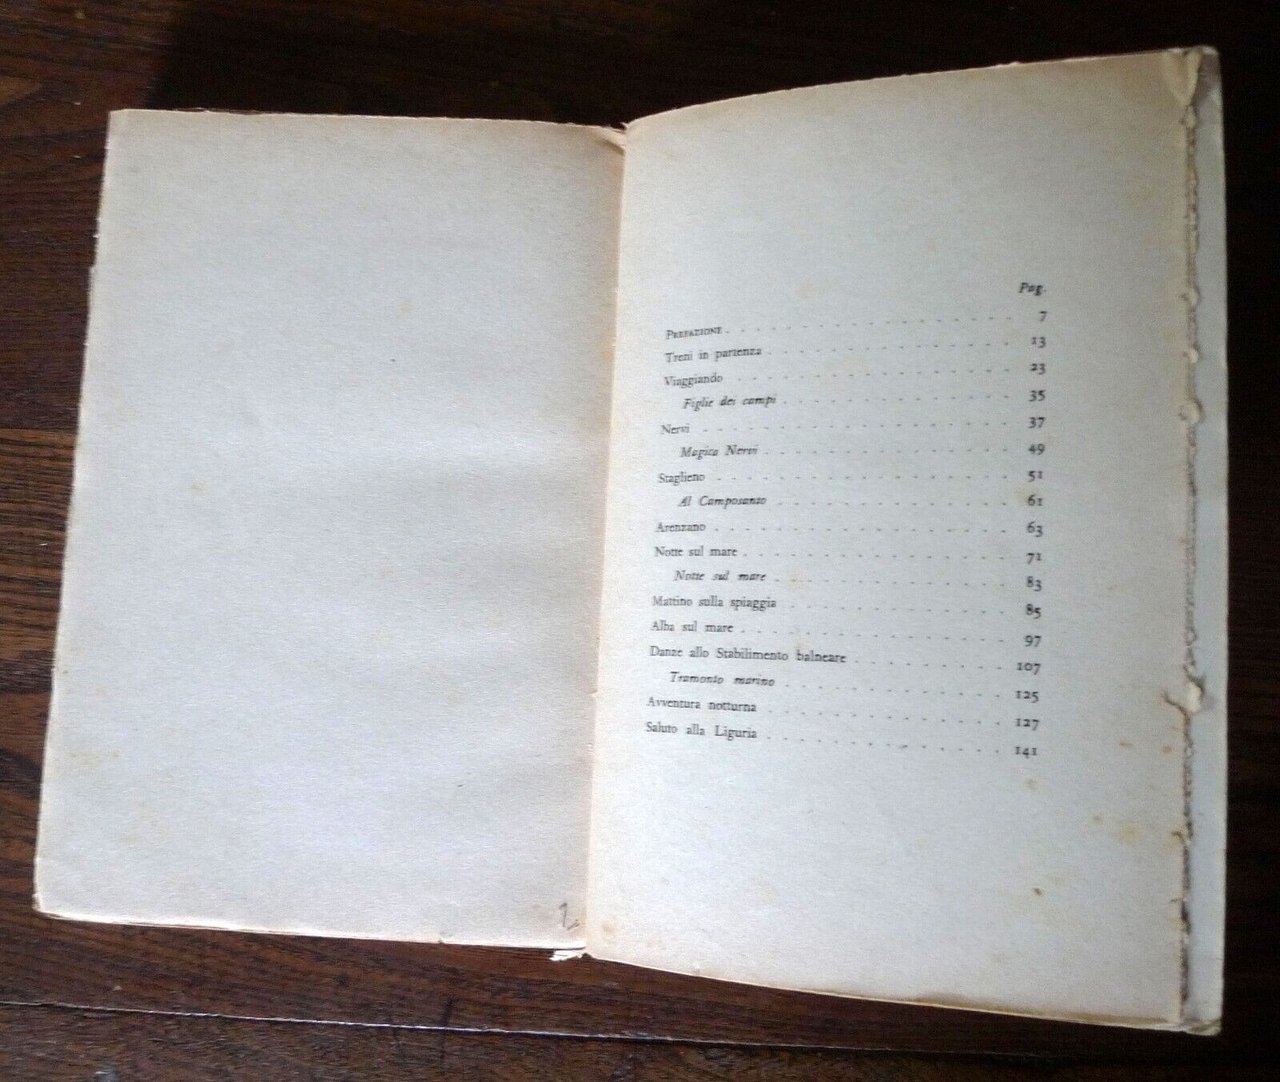 Pag.
PREFAZIONE . . . . . . . . . . . . . . . . 7
Treni in partenza . . . . . . . . . . . . . . 13
Viaggiando . . . . . . . . . . . . . . . . 23
Figlie dei campi . . . . . . . . . . . . . . 35
Nervi . . . . . . . . . . . . . . . . . . 37
Magica Nervi . . . . . . . . . . . . . . . 49
Staglieno . . . . . . . . . . . . . . . . . 51
Al Camposanto . . . . . . . . . . . . . . 61
Arenzano . . . . . . . . . . . . . . . . . 63
Notte sul mare . . . . . . . . . . . . . . . 71
Notte sul mare . . . . . . . . . . . . . . 83
Mattino sulla spiaggia . . . . . . . . . . . . 85
Alba sul mare . . . . . . . . . . . . . . . 97
Danze allo Stabilimento balneare . . . . . . . . 107
Tramonto marino . . . . . . . . . . . . . 125
Avventura notturna . . . . . . . . . . . . . 127
Saluto alla Liguria . . . . . . . . . . . . . 141